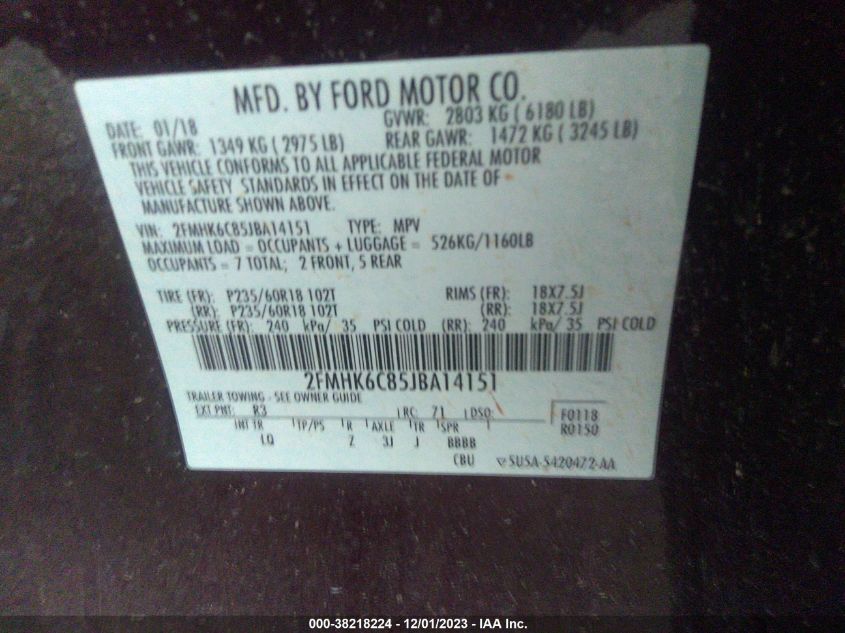 MFD. BY FORD MOTOR CO.
DATE: 01/18 GVWR: 2803 KG ( 6180 LB)
FRONT GAWR: 1349 KG ( 2975 LB) REAR GAWR: 1472 KG ( 3245 LB)
THIS VEHICLE CONFORMS TO ALL APPLICABLE FEDERAL MOTOR
VEHICLE SAFETY STANDARDS IN EFFECT ON THE DATE OF
MANUFACTURE SHOWN ABOVE.
VIN: 2FMHK6C85JBA14151 TYPE: MPV
MAXIMUM LOAD = OCCUPANTS + LUGGAGE = 526KG/1160LB
OCCUPANTS = 7 TOTAL; 2 FRONT, 5 REAR
TIRE (FR): P235/60R18 102T RIMS (FR): 18X7.5J
(RR): P235/60R18 102T (RR): 18X7.5J
PRESSURE (FR): 240 kPa/ 35 PSI COLD (RR): 240 kPa/ 35 PSI COLD
2FMHK6C85JBA14151
TRAILER TOWING - SEE OWNER GUIDE
EXT PNT: R3 RC: 71 DSO: F0118
INT TR TP/PS R AXLE TR SPR R0150
LQ Z 3J J BBBB
CBU 5U5A-5420472-AA
000-38218224 - 12/01/2023 - IAA Inc.